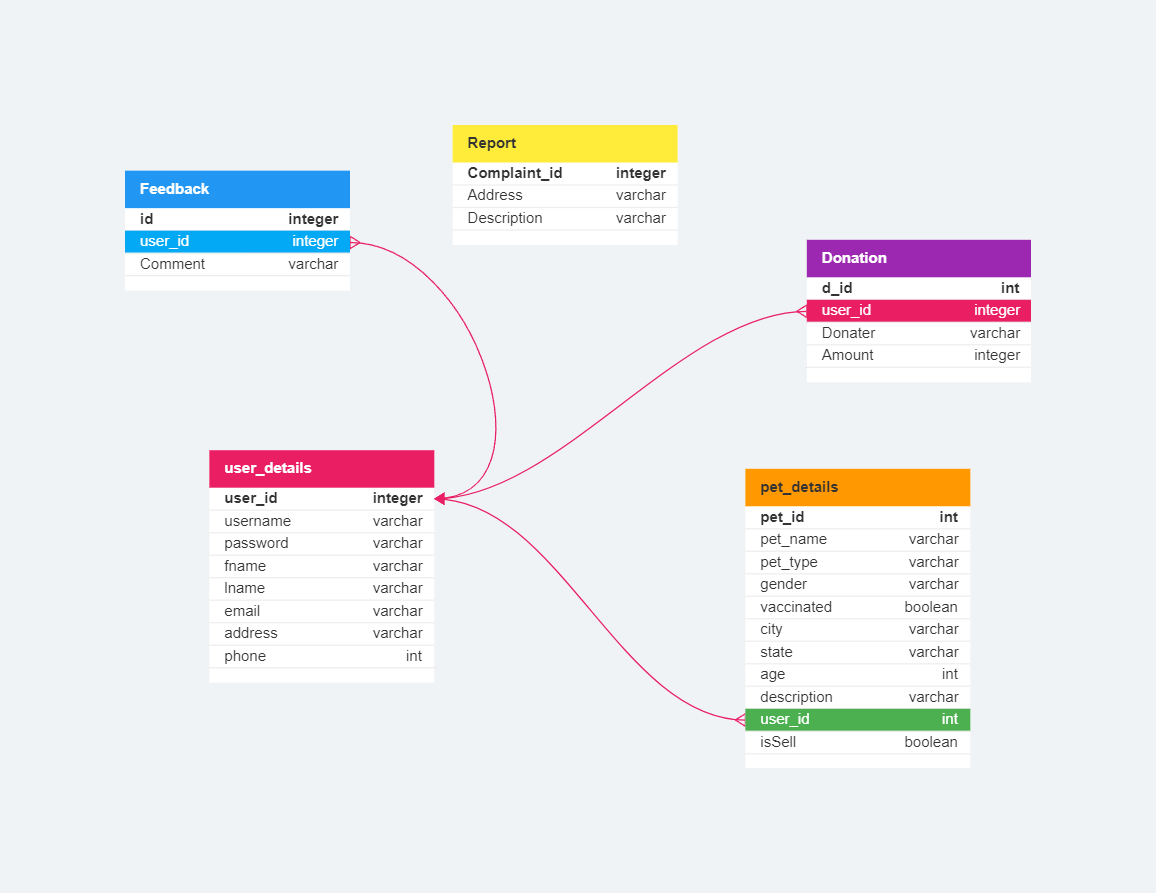 Report
Complaint_id integer
Address varchar
Description varchar
Feedback
id integer
user_id integer
Comment varchar
Donation
d_id int
user_id integer
Donater varchar
Amount integer
user_details
user_id integer
username varchar
password varchar
fname varchar
lname varchar
email varchar
address varchar
phone int
pet_details
pet_id int
pet_name varchar
pet_type varchar
gender varchar
vaccinated boolean
city varchar
state varchar
age int
description varchar
user_id int
isSell boolean